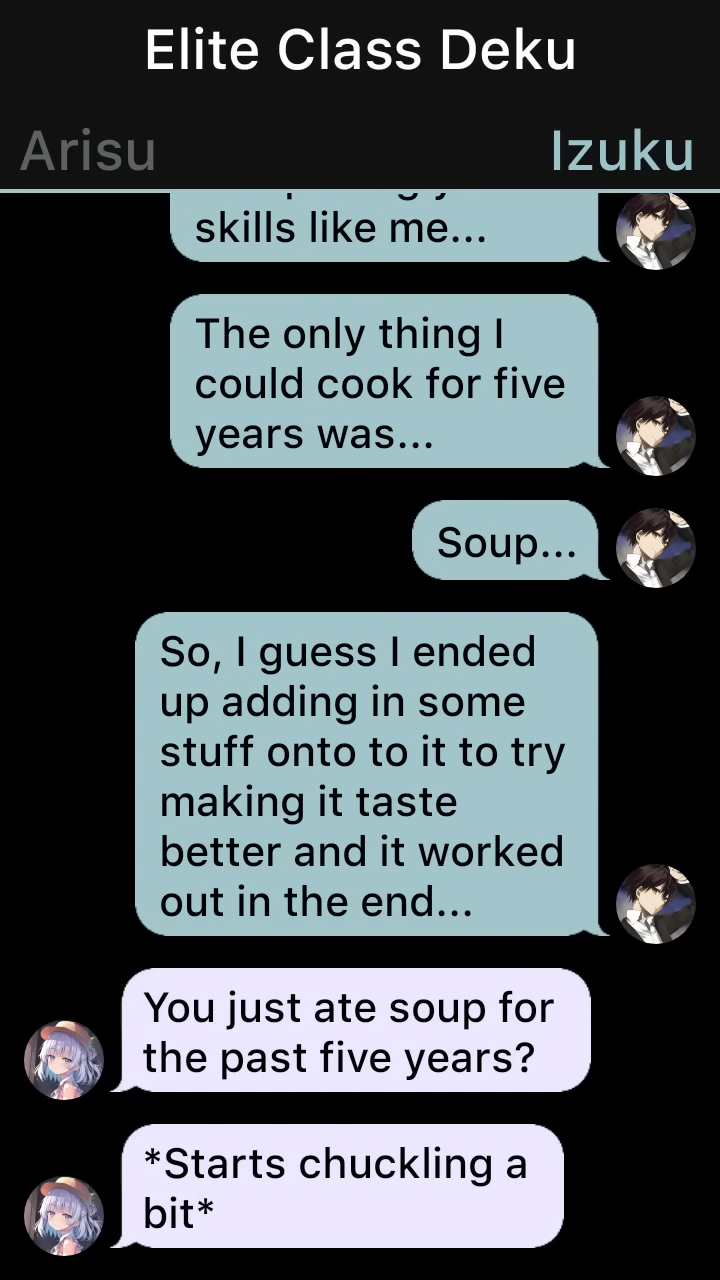 Elite Class Deku
Arisu
Izuku
skills like me...
The only thing I
could cook for five
years was...
Soup...
So, I guess I ended
up adding in some
stuff onto to it to try
making it taste
better and it worked
out in the end...
You just ate soup for
the past five years?
*Starts chuckling a
bit*